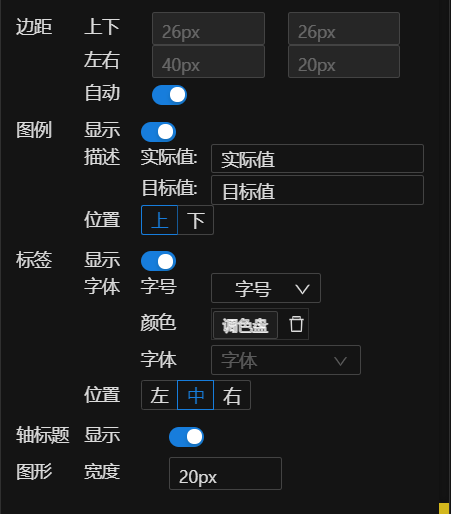 边距 上下 26px 26px
左右 40px 20px
自动
图例 显示
描述 实际值: 实际值
目标值: 目标值
位置 上 下
标签 显示
字体 字号 字号
颜色 调色盘
字体 字体
位置 左 中 右
轴标题 显示
图形 宽度 20px